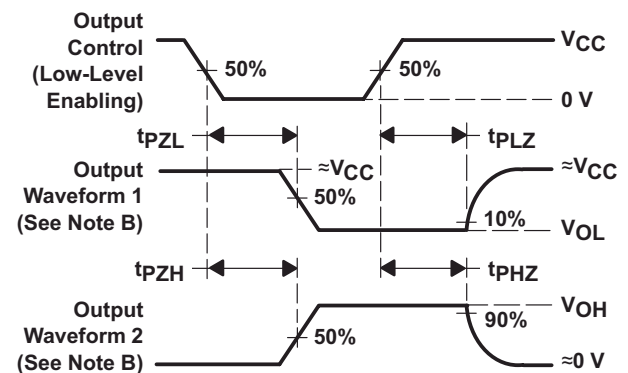 Output
Control
(Low-Level
Enabling)
50%
50%
VCC
0 V
tPZL
tPLZ
Output
Waveform 1
(See Note B)
≈VCC
50%
≈VCC
10%
VOL
tPZH
tPHZ
Output
Waveform 2
(See Note B)
50%
VOH
90%
≈0 V